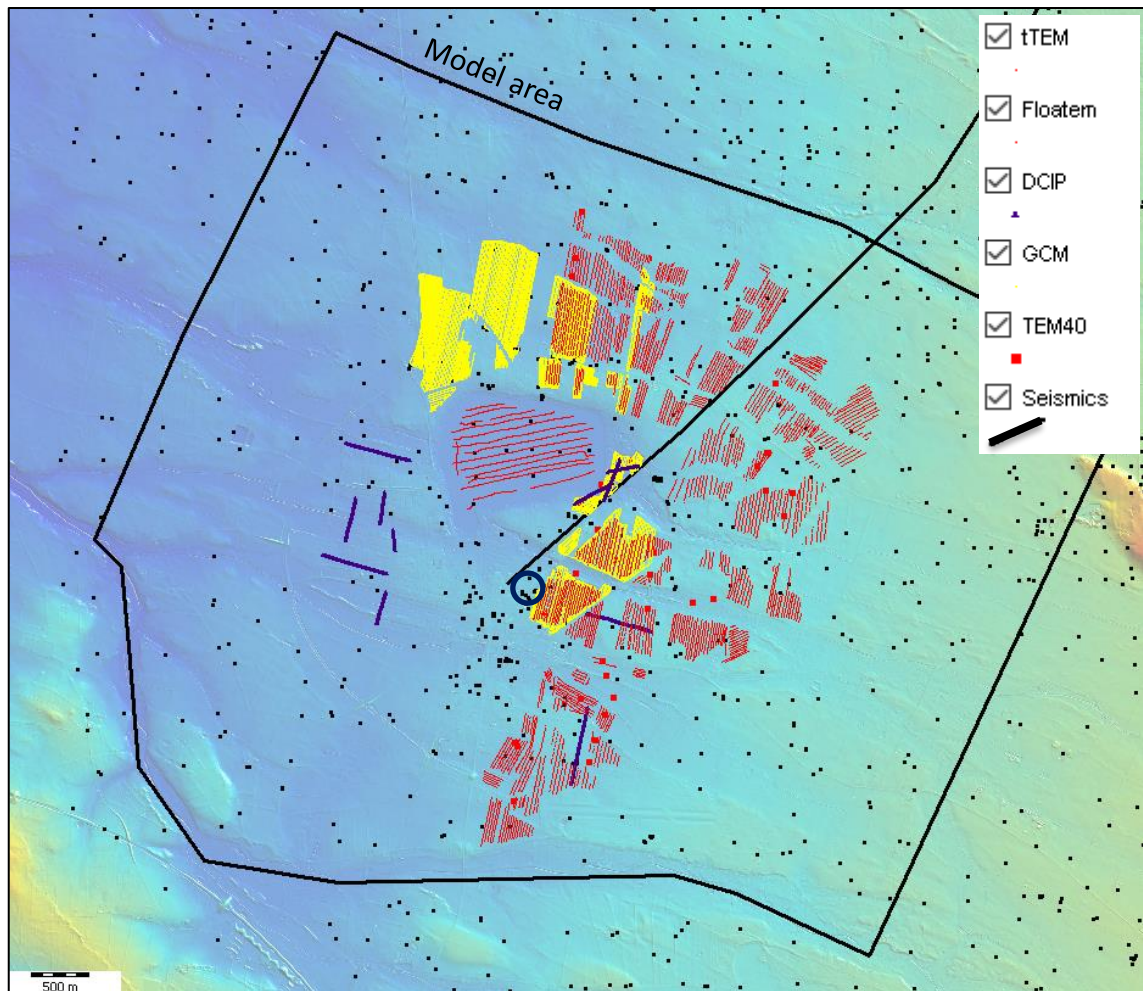 Model area
tTEM
Floatem
DCIP
GCM
TEM40
Seismics
500 m